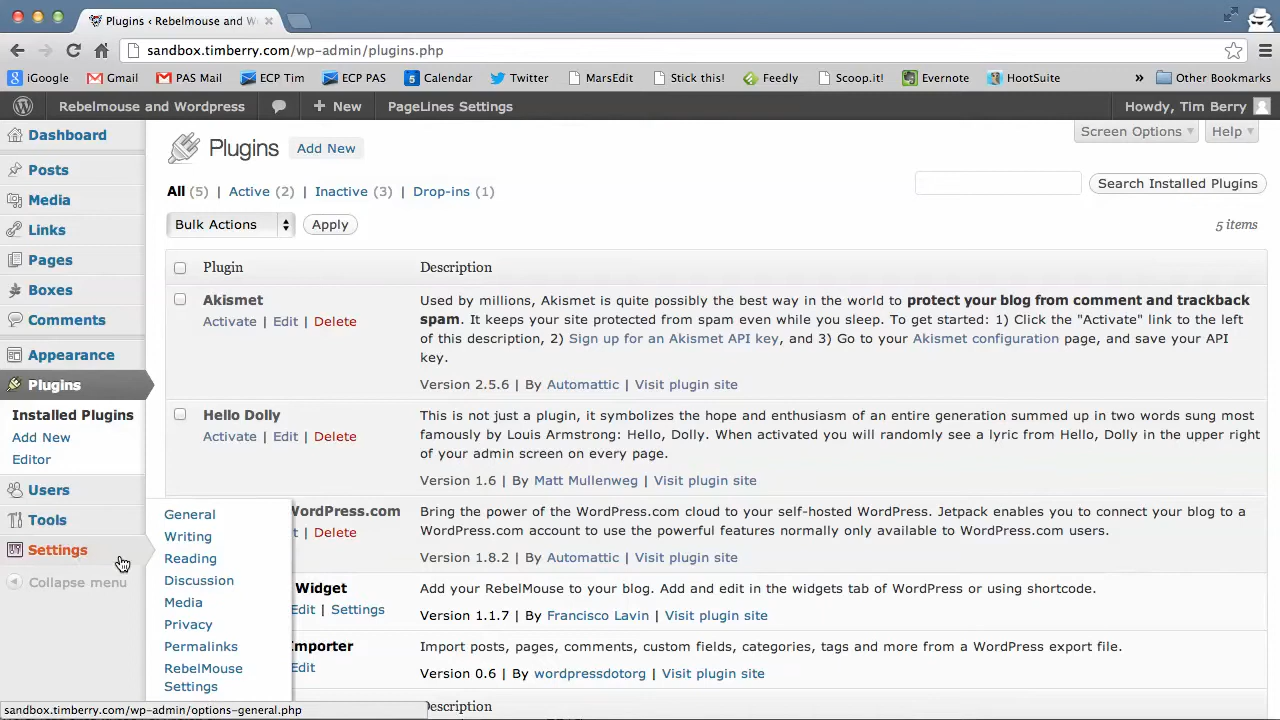 Plugins ‹ Rebelmouse and W
sandbox.timberry.com/wp-admin/plugins.php
iGoogle Gmail PAS Mail ECP Tim ECP PAS 5 Calendar Twitter MarsEdit Stick this! Feedly Scoop.it! Evernote HootSuite » Other Bookmarks
Rebelmouse and Wordpress + New PageLines Settings Howdy, Tim Berry
Screen Options Help
Dashboard
Posts
Media
Links
Pages
Boxes
Comments
Appearance
Plugins
Installed Plugins
Add New
Editor
Users
Tools
Settings
Collapse menu
General
Writing
Reading
Discussion
Media
Privacy
Permalinks
RebelMouse
Settings
Plugins Add New
All (5) | Active (2) | Inactive (3) | Drop-ins (1)
Search Installed Plugins
Bulk Actions Apply
5 items
Plugin Description
Akismet
Activate | Edit | Delete
Used by millions, Akismet is quite possibly the best way in the world to protect your blog from comment and trackback
spam. It keeps your site protected from spam even while you sleep. To get started: 1) Click the "Activate" link to the left
of this description, 2) Sign up for an Akismet API key, and 3) Go to your Akismet configuration page, and save your API
key.
Version 2.5.6 | By Automattic | Visit plugin site
Hello Dolly
Activate | Edit | Delete
This is not just a plugin, it symbolizes the hope and enthusiasm of an entire generation summed up in two words sung most
famously by Louis Armstrong: Hello, Dolly. When activated you will randomly see a lyric from Hello, Dolly in the upper right
of your admin screen on every page.
Version 1.6 | By Matt Mullenweg | Visit plugin site
WordPress.com
t | Delete
Bring the power of the WordPress.com cloud to your self-hosted WordPress. Jetpack enables you to connect your blog to a
WordPress.com account to use the powerful features normally only available to WordPress.com users.
Version 1.8.2 | By Automattic | Visit plugin site
Widget
Edit | Settings
Add your RebelMouse to your blog. Add and edit in the widgets tab of WordPress or using shortcode.
Version 1.1.7 | By Francisco Lavin | Visit plugin site
Importer
Edit
Import posts, pages, comments, custom fields, categories, tags and more from a WordPress export file.
Version 0.6 | By wordpressdotorg | Visit plugin site
Description
sandbox.timberry.com/wp-admin/options-general.php